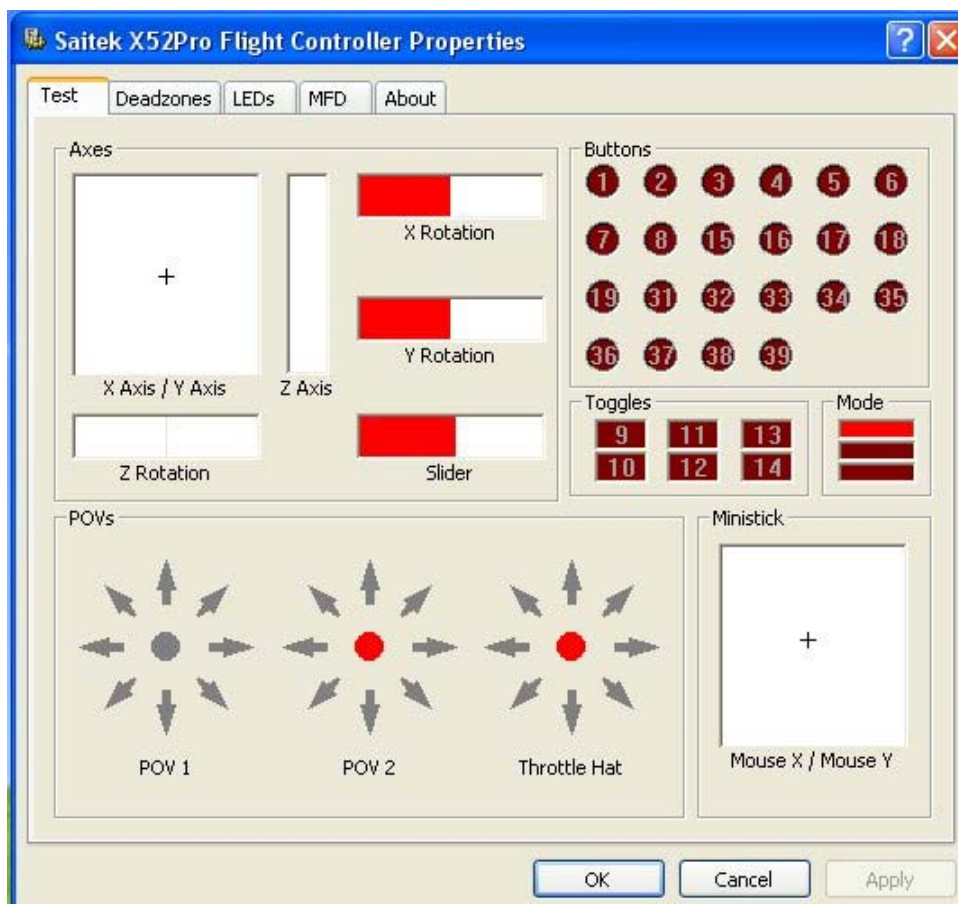 Saitek X52Pro Flight Controller Properties
Test Deadzones LEDs MFD About
Axes
X Axis / Y Axis
Z Axis
X Rotation
Y Rotation
Z Rotation
Slider
Buttons
1 2 3 4 5 6
7 8 15 16 17 18
19 31 32 33 34 35
36 37 38 39
Toggles
9 11 13
10 12 14
Mode
POVs
POV 1
POV 2
Throttle Hat
Ministick
Mouse X / Mouse Y
OK Cancel Apply